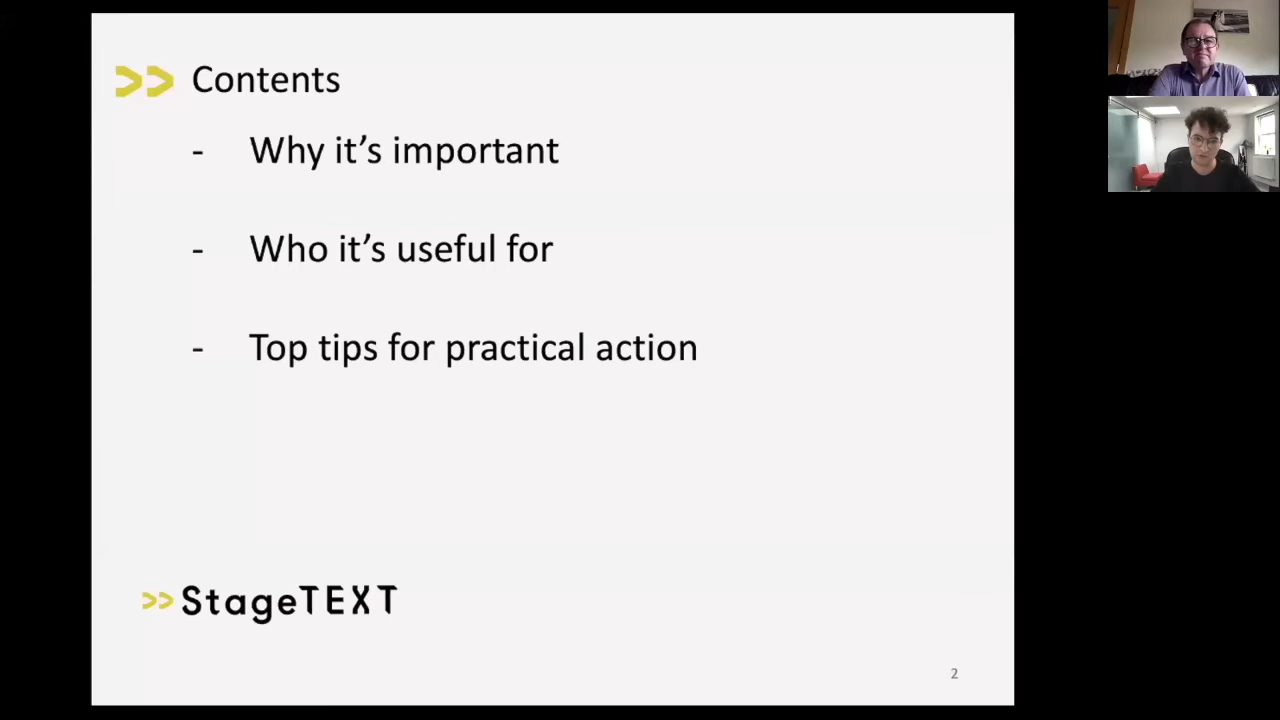 >> Contents
- Why it's important
- Who it's useful for
- Top tips for practical action
>> StageTEXT
2